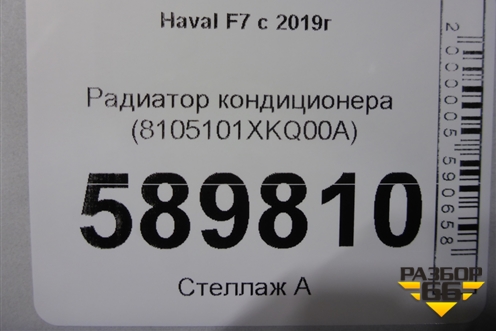 Haval F7 с 2019г
Радиатор кондиционера
(8105101XKQ00A)
589810
Стеллаж А
2000005590658
РАЗБОР
66